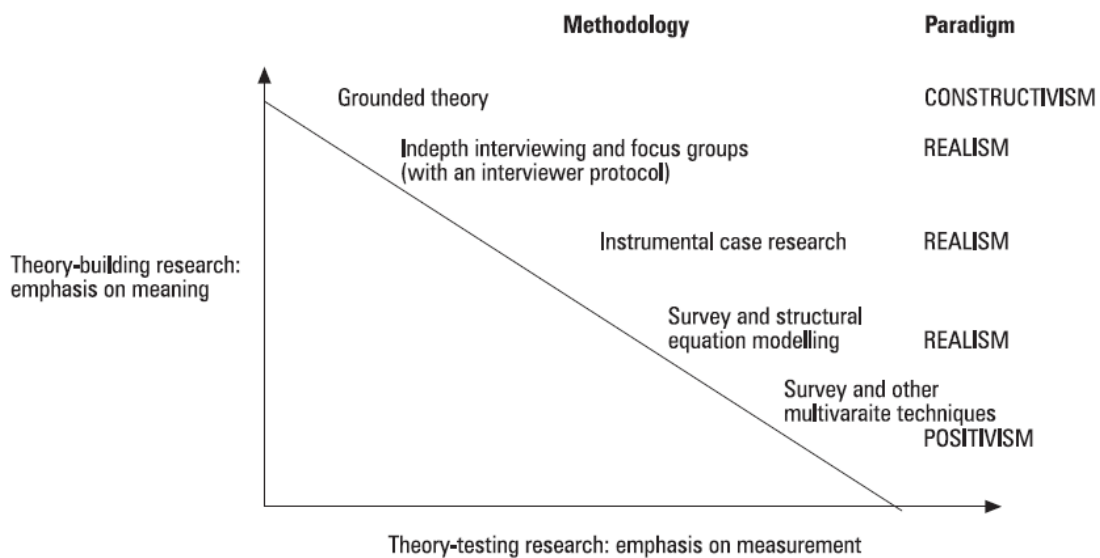 Methodology Paradigm
Grounded theory CONSTRUCTIVISM
Indepth interviewing and focus groups REALISM
(with an interviewer protocol)
Instrumental case research REALISM
Theory-building research:
emphasis on meaning
Survey and structural
equation modelling REALISM
Survey and other
multivaraite techniques
POSITIVISM
Theory-testing research: emphasis on measurement